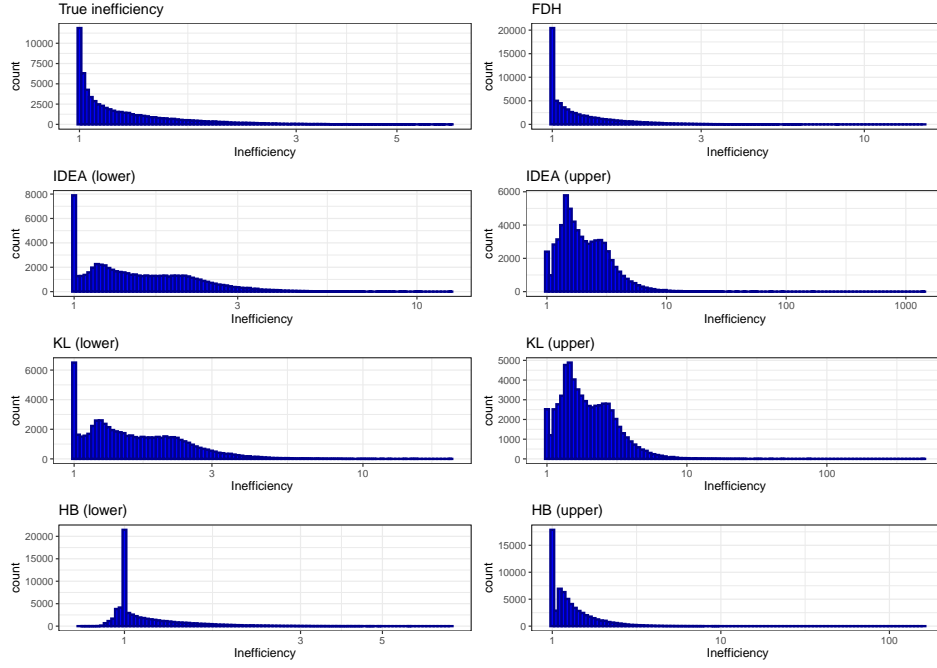 True inefficiency
count
10000
7500
5000
2500
0
1
3
5
Inefficiency
FDH
count
20000
15000
10000
5000
0
1
3
10
Inefficiency
IDEA (lower)
count
8000
6000
4000
2000
0
1
3
10
Inefficiency
IDEA (upper)
count
6000
4000
2000
0
1
10
100
1000
Inefficiency
KL (lower)
count
6000
4000
2000
0
1
3
10
Inefficiency
KL (upper)
count
5000
4000
3000
2000
1000
0
1
10
100
Inefficiency
HB (lower)
count
20000
15000
10000
5000
0
1
3
5
Inefficiency
HB (upper)
count
15000
10000
5000
0
1
10
100
Inefficiency